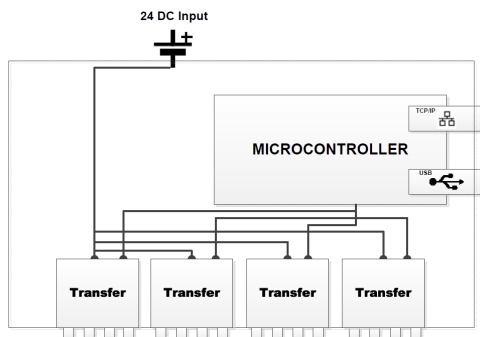 24 DC Input
TCP/IP
MICROCONTROLLER
USB
Transfer
Transfer
Transfer
Transfer